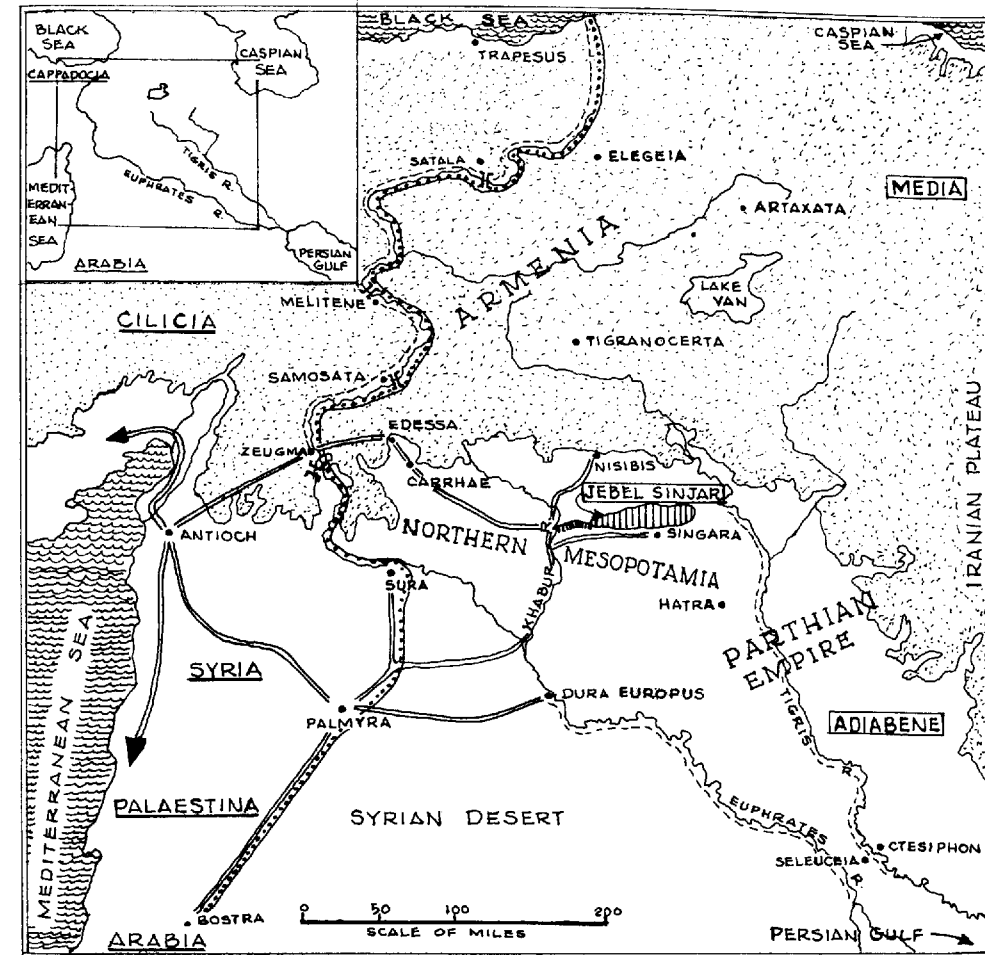 BLACK
SEA
CAPPADOCIA
CASPIAN
SEA
TIGRIS R.
EUPHRATES R.
MEDIT
ERRAN-
EAN
SEA
ARABIA
PERSIAN
GULF
BLACK SEA
TRAPESUS
CASPIAN
SEA
SATALA
ELEGEIA
MEDIA
ARTAXATA
ARMENIA
LAKE
VAN
MELITENE
CILICIA
TIGRANOCERTA
SAMOSATA
IRANIAN PLATEAU
EDESSA
ZEUGMA
CARRHAE
NISIBIS
JEBEL SINJAR
ANTIOCH
NORTHERN
MESOPOTAMIA
SINGARA
SURA
KHABUR
HATRA
PARTHIAN
EMPIRE
MEDITERRANEAN SEA
SYRIA
DURA EUROPUS
PALMYRA
TIGRIS R.
ADIABENE
PALAESTINA
SYRIAN DESERT
EUPHRATES R
CTESIPHON
SELEUCEIA
BOSTRA
0 50 100 200
SCALE OF MILES
ARABIA
PERSIAN GULF